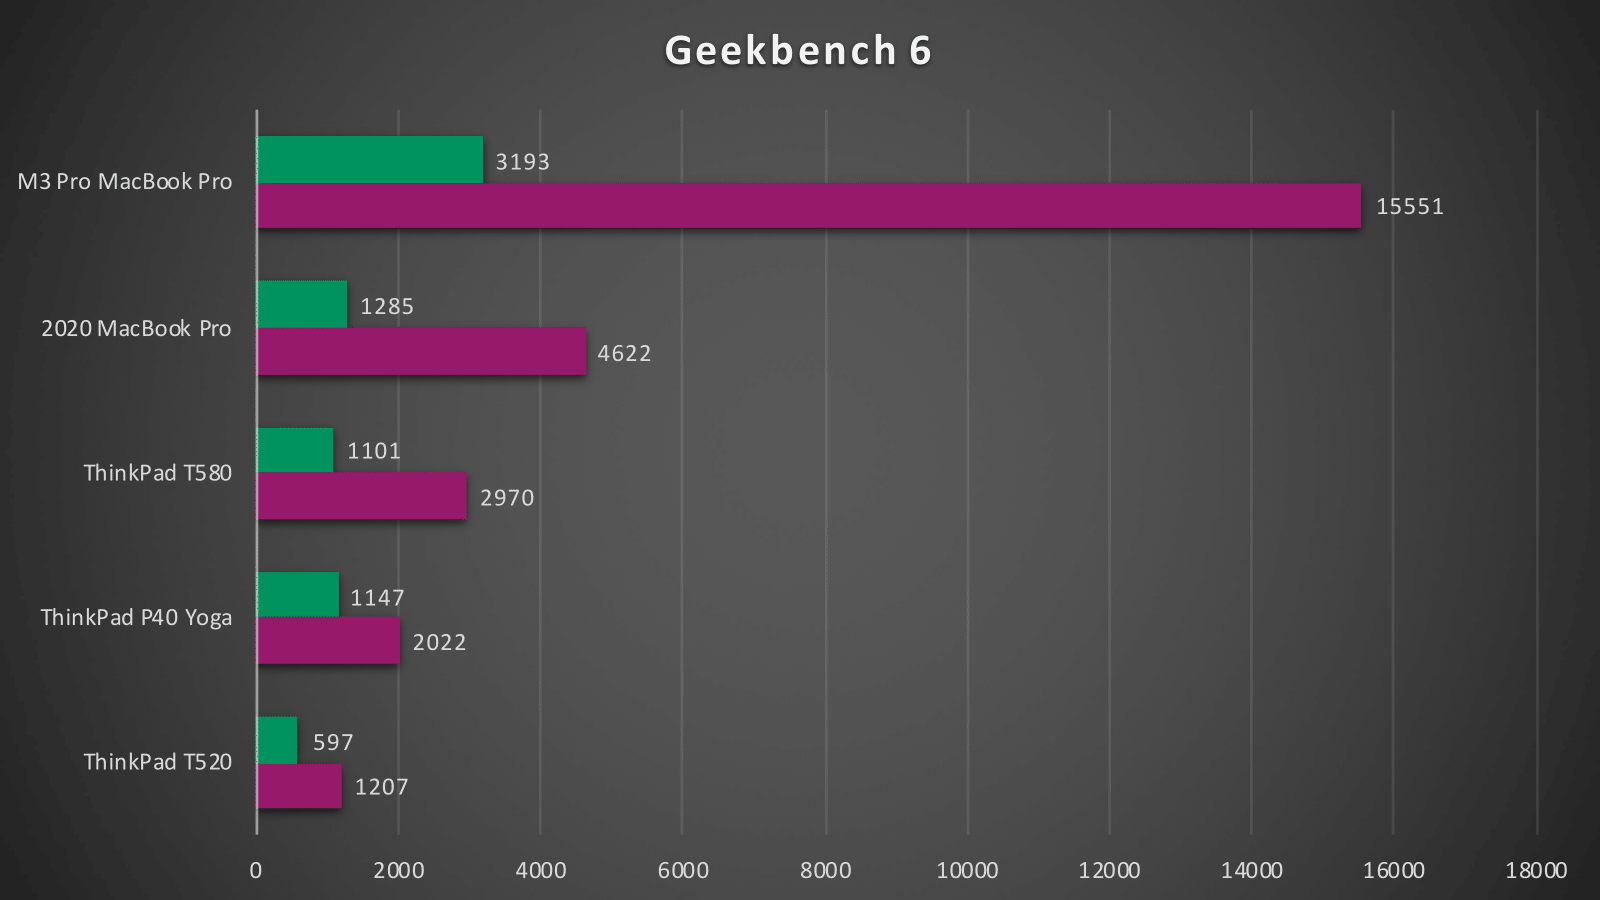 Geekbench 6
M3 Pro MacBook Pro
3193
15551
2020 MacBook Pro
1285
4622
ThinkPad T580
1101
2970
ThinkPad P40 Yoga
1147
2022
ThinkPad T520
597
1207
0 2000 4000 6000 8000 10000 12000 14000 16000 18000